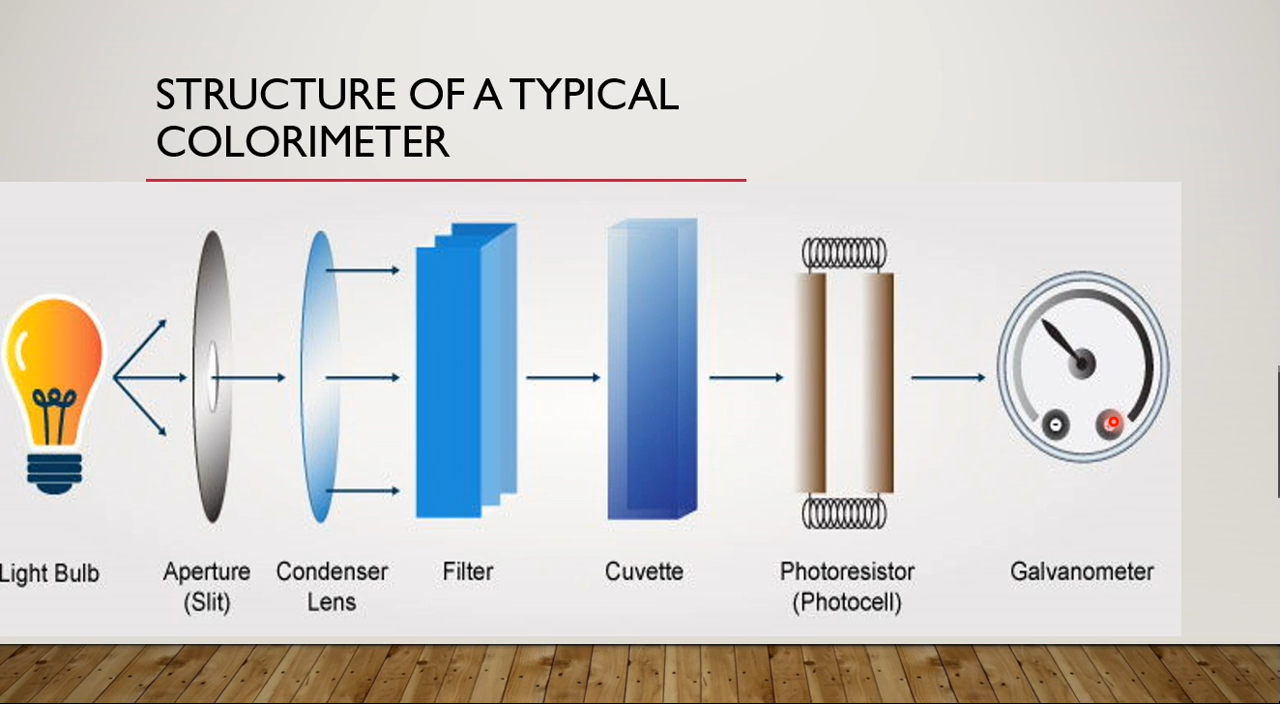 STRUCTURE OF A TYPICAL
COLORIMETER
Light Bulb
Aperture
(Slit)
Condenser
Lens
Filter
Cuvette
Photoresistor
(Photocell)
Galvanometer